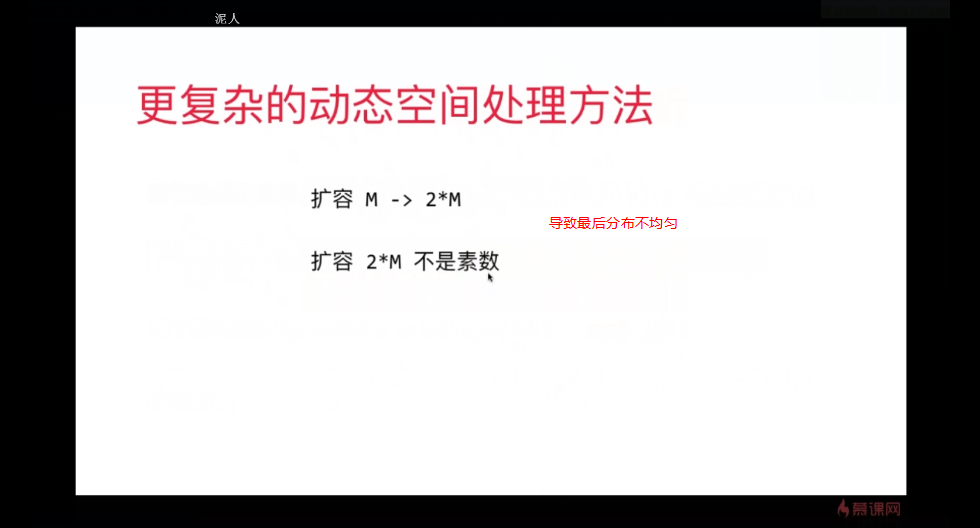 泥人
更复杂的动态空间处理方法
扩容 M -> 2*M
导致最后分布不均匀
扩容 2*M 不是素数
慕课网